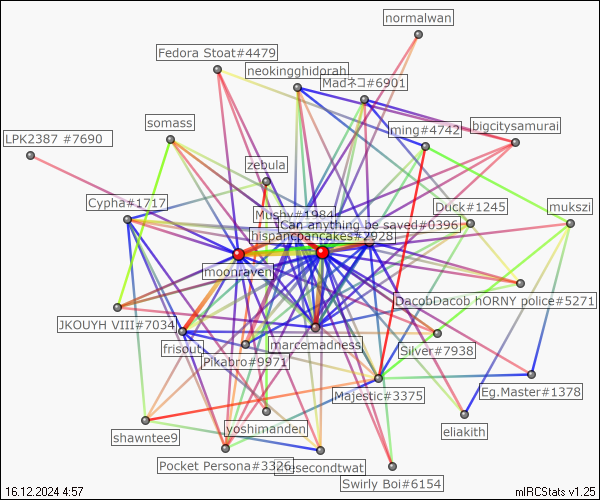 normalwan
Fedora Stoat#4479
neokingghidorah
Madネコ#6901
somass
ming#4742
bigcitysamurai
LPK2387 #7690
zebula
Cypha#1717
Mushy#1984
Duck#1245
mukszi
Can anything be saved#0396
hispancpancakes#2928
moonraven
DacobDacob hORNY police#5271
JKOUYH VIII#7034
frisout
marcemadness
Silver#7938
Pikabro#9971
Majestic#3375
Eg.Master#1378
shawntee9
yoshimanden
eliakith
Pocket Persona#3326
Swirly Boi#6154
16.12.2024 4:57
mIRCStats v1.25